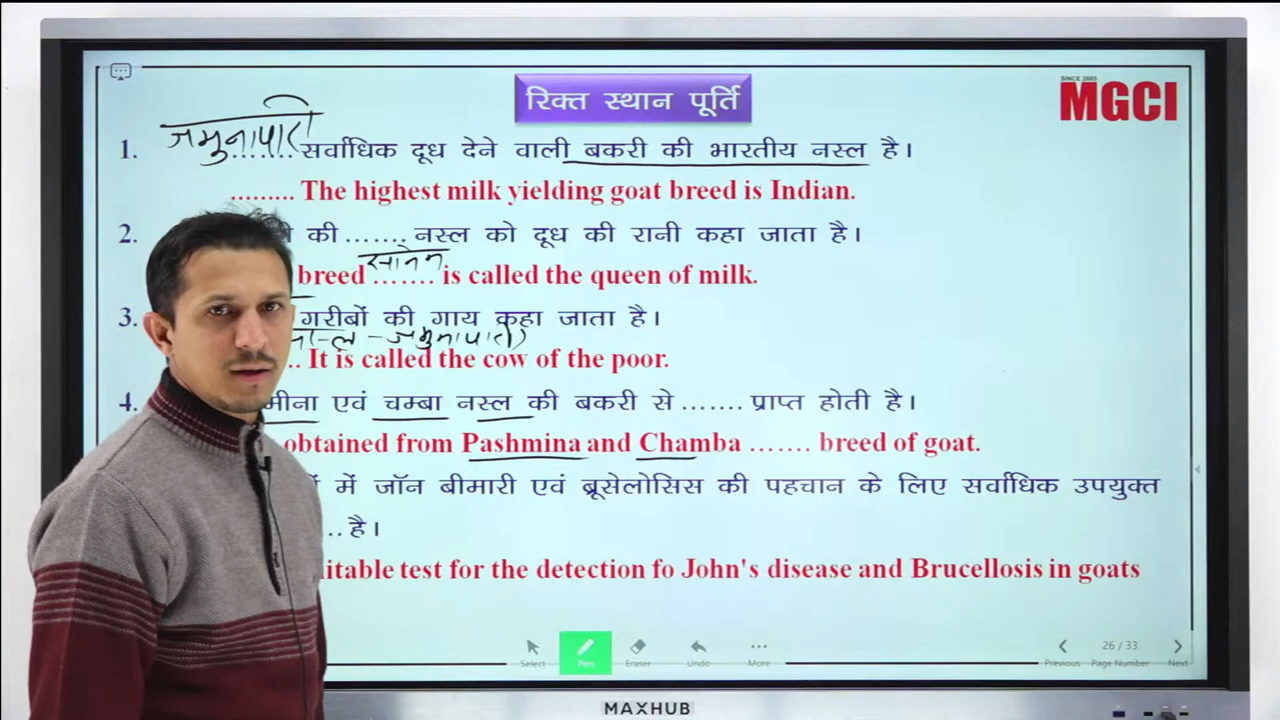 रिक्त स्थान पूर्ति
SINCE 2005
MGCI
जमुनापारी
1. ........ सर्वाधिक दूध देने वाली बकरी की भारतीय नस्ल है।
......... The highest milk yielding goat breed is Indian.
2. की ....... नस्ल को दूध की रानी कहा जाता है।
सानेन
breed ....... is called the queen of milk.
3. गरीबों की गाय कहा जाता है।
जमुनापारी
.. It is called the cow of the poor.
4. मीना एवं चम्बा नस्ल की बकरी से ....... प्राप्त होती है।
obtained from Pashmina and Chamba ....... breed of goat.
में जॉन बीमारी एवं ब्रूसेलोसिस की पहचान के लिए सर्वाधिक उपयुक्त
.. है।
itable test for the detection fo John's disease and Brucellosis in goats
Select Pen Eraser Undo More
26 / 33
Previous Page Number Next
MAXHUB